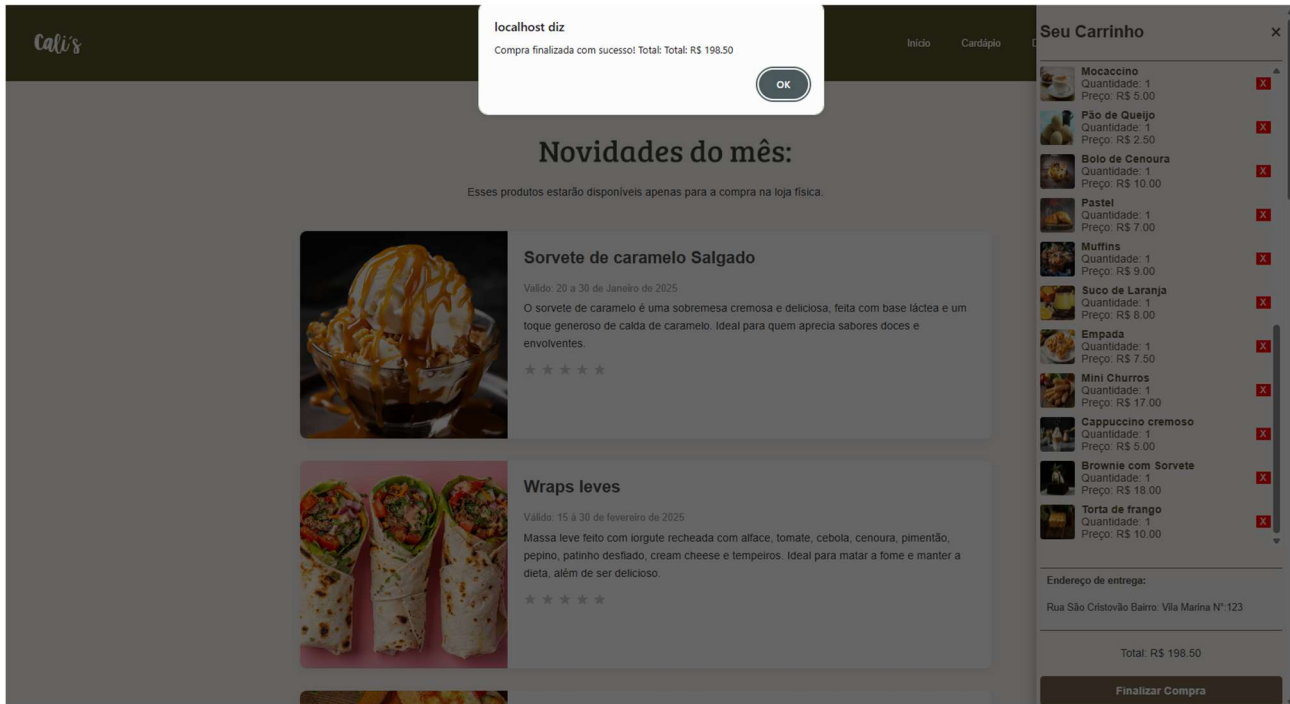 localhost diz
Compra finalizada com sucesso! Total: Total: R$ 198.50
OK
Cali´s
Início
Cardápio
Seu Carrinho
×
Mocaccino
Quantidade: 1
Preço: R$ 5.00
X
Pão de Queijo
Quantidade: 1
Preço: R$ 2.50
X
Bolo de Cenoura
Quantidade: 1
Preço: R$ 10.00
X
Pastel
Quantidade: 1
Preço: R$ 7.00
X
Muffins
Quantidade: 1
Preço: R$ 9.00
X
Suco de Laranja
Quantidade: 1
Preço: R$ 8.00
X
Empada
Quantidade: 1
Preço: R$ 7.50
X
Mini Churros
Quantidade: 1
Preço: R$ 17.00
X
Cappuccino cremoso
Quantidade: 1
Preço: R$ 5.00
X
Brownie com Sorvete
Quantidade: 1
Preço: R$ 18.00
X
Torta de frango
Quantidade: 1
Preço: R$ 10.00
X
Endereço de entrega:
Rua São Cristovão Bairro: Vila Marina N°:123
Total: R$ 198.50
Finalizar Compra
Novidades do mês:
Esses produtos estarão disponíveis apenas para a compra na loja física.
Sorvete de caramelo Salgado
Valido: 20 a 30 de Janeiro de 2025
O sorvete de caramelo é uma sobremesa cremosa e deliciosa, feita com base láctea e um
toque generoso de calda de caramelo. Ideal para quem aprecia sabores doces e
envolventes.
Wraps leves
Válido: 15 à 30 de fevereiro de 2025
Massa leve feito com iorgute recheada com alface, tomate, cebola, cenoura, pimentão,
pepino, patinho desfiado, cream cheese e tempeiros. Ideal para matar a fome e manter a
dieta, além de ser delicioso.